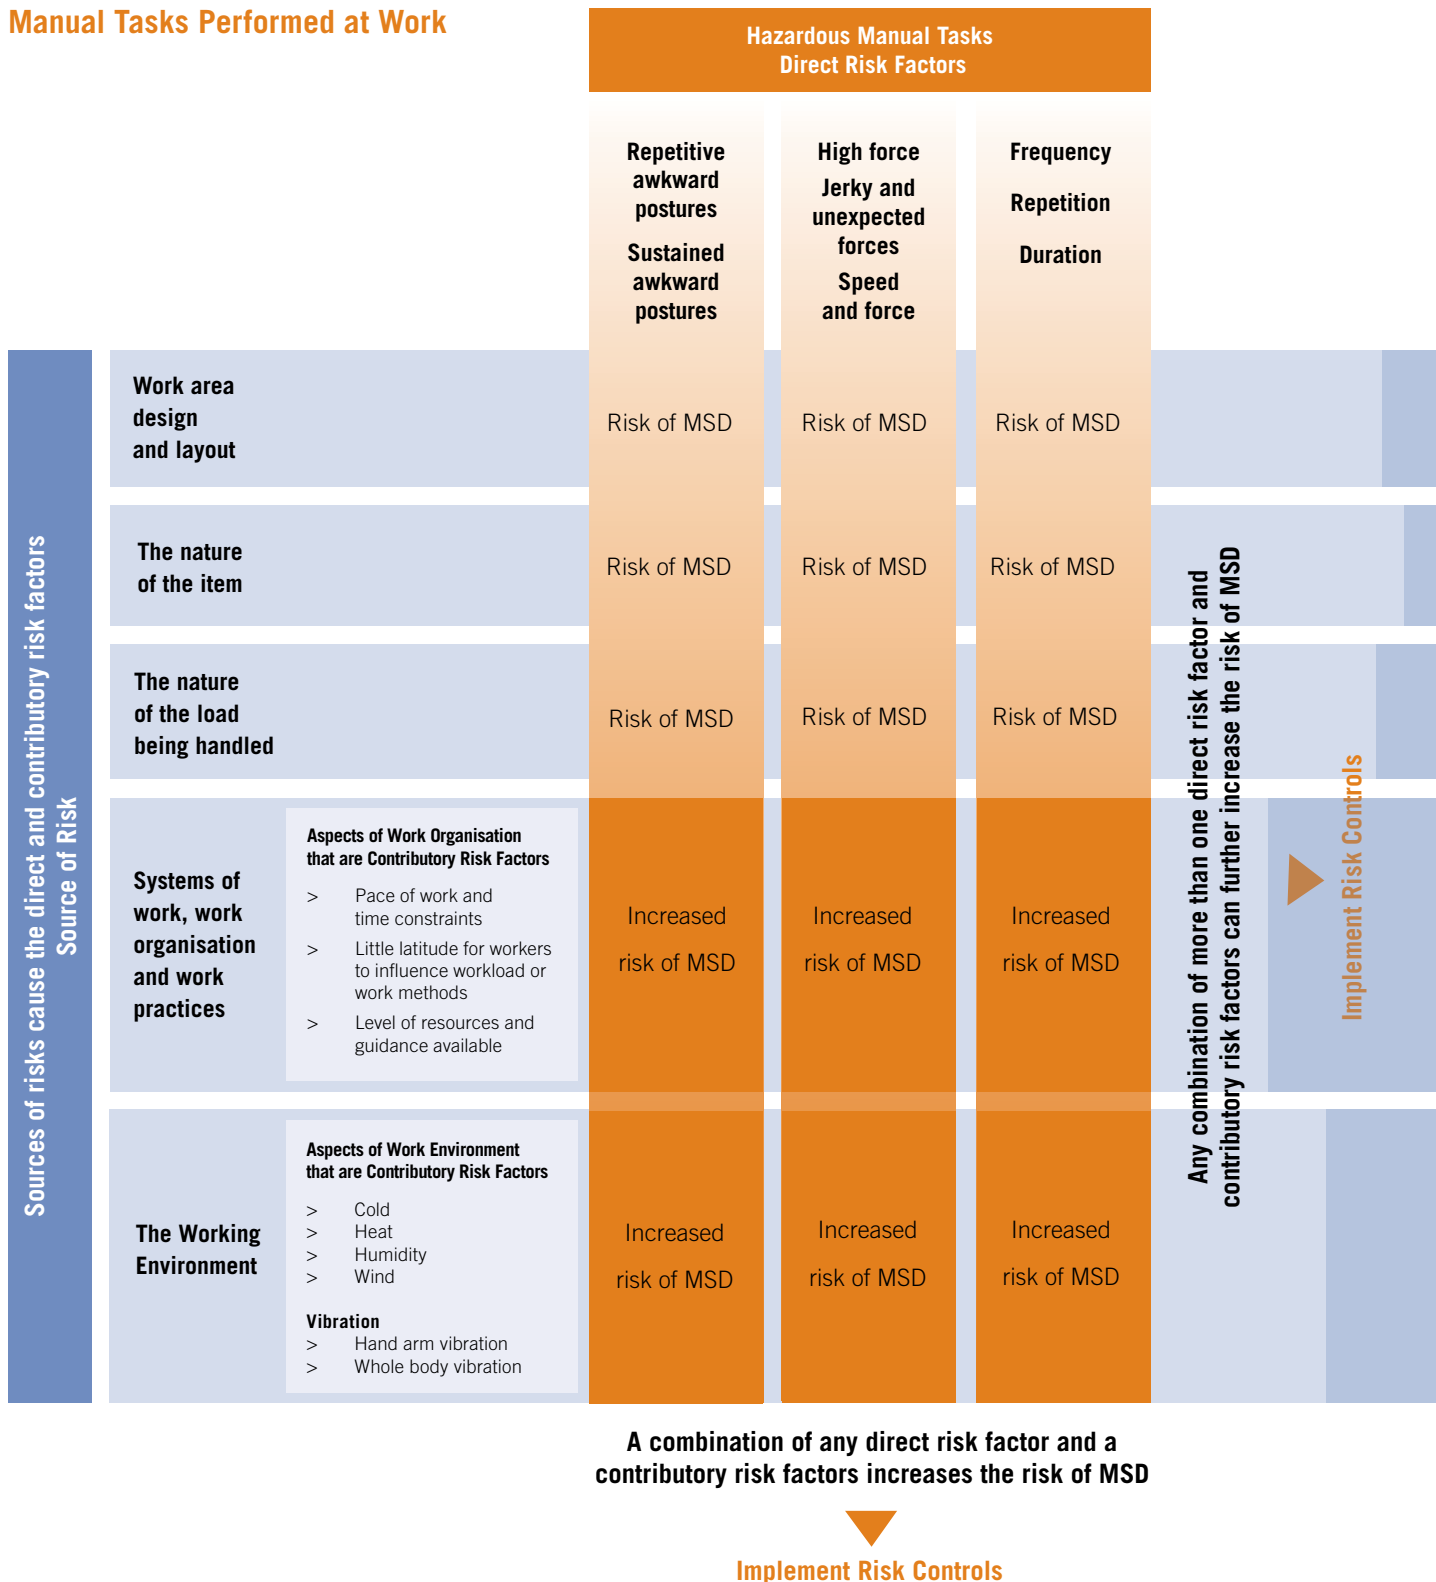 Manual Tasks Performed at Work
Hazardous Manual Tasks
Direct Risk Factors
Repetitive
awkward
postures
Sustained
awkward
postures
High force
Jerky and
unexpected
forces
Speed
and force
Frequency
Repetition
Duration
Sources of risks cause the direct and contributory risk factors
Source of Risk
Work area
design
and layout
Risk of MSD
Risk of MSD
Risk of MSD
The nature
of the item
Risk of MSD
Risk of MSD
Risk of MSD
The nature
of the load
being handled
Risk of MSD
Risk of MSD
Risk of MSD
Systems of
work, work
organisation
and work
practices
Aspects of Work Organisation
that are Contributory Risk Factors
> Pace of work and
time constraints
> Little latitude for workers
to influence workload or
work methods
> Level of resources and
guidance available
Increased
risk of MSD
Increased
risk of MSD
Increased
risk of MSD
The Working
Environment
Aspects of Work Environment
that are Contributory Risk Factors
> Cold
> Heat
> Humidity
> Wind
Vibration
> Hand arm vibration
> Whole body vibration
Increased
risk of MSD
Increased
risk of MSD
Increased
risk of MSD
Any combination of more than one direct risk factor and
contributory risk factors can further increase the risk of MSD
Implement Risk Controls
A combination of any direct risk factor and a
contributory risk factors increases the risk of MSD
Implement Risk Controls